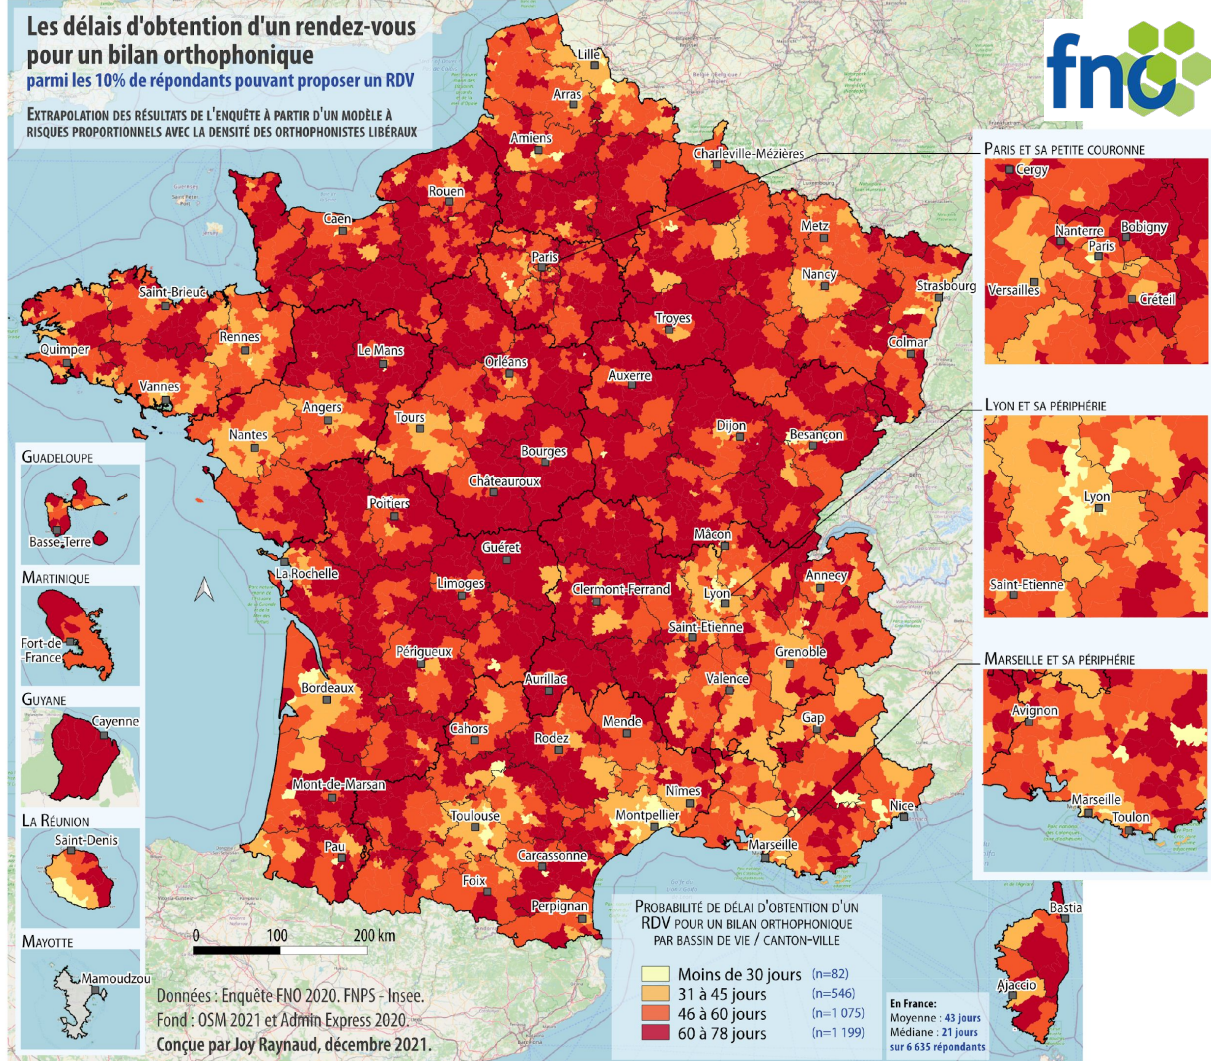 Les délais d'obtention d'un rendez-vous
pour un bilan orthophonique
parmi les 10% de répondants pouvant proposer un RDV
EXTRAPOLATION DES RÉSULTATS DE L'ENQUÊTE À PARTIR D'UN MODÈLE À
RISQUES PROPORTIONNELS AVEC LA DENSITÉ DES ORTHOPHONISTES LIBÉRAUX
fno
Lille
Arras
Amiens
Charleville-Mézières
Rouen
Caen
Metz
Paris
Nancy
Strasbourg
Saint-Brieuc
Troyes
Rennes
Colmar
Quimper
Le Mans
Orléans
Auxerre
Vannes
Angers
Tours
Nantes
Dijon
Besançon
Bourges
Châteauroux
Poitiers
Mâcon
Guéret
La Rochelle
Limoges
Clermont-Ferrand
Annecy
Lyon
Saint-Etienne
Périgueux
Grenoble
Bordeaux
Aurillac
Valence
Cahors
Mende
Gap
Rodez
Mont-de-Marsan
Nîmes
Toulouse
Montpellier
Nice
Pau
Marseille
Carcassonne
Foix
Perpignan
Bastia
Ajaccio
PARIS ET SA PETITE COURONNE
Cergy
Nanterre
Bobigny
Paris
Versailles
Créteil
LYON ET SA PÉRIPHÉRIE
Lyon
Saint-Etienne
MARSEILLE ET SA PÉRIPHÉRIE
Avignon
Marseille
Toulon
GUADELOUPE
Basse-Terre
MARTINIQUE
Fort-de
-France
GUYANE
Cayenne
LA RÉUNION
Saint-Denis
MAYOTTE
Mamoudzou
0 100 200 km
Données : Enquête FNO 2020. FNPS - Insee.
Fond : OSM 2021 et Admin Express 2020.
Conçue par Joy Raynaud, décembre 2021.
PROBABILITÉ DE DÉLAI D'OBTENTION D'UN
RDV POUR UN BILAN ORTHOPHONIQUE
PAR BASSIN DE VIE / CANTON-VILLE
Moins de 30 jours (n=82)
31 à 45 jours (n=546)
46 à 60 jours (n=1 075)
60 à 78 jours (n=1 199)
En France:
Moyenne : 43 jours
Médiane : 21 jours
sur 6 635 répondants